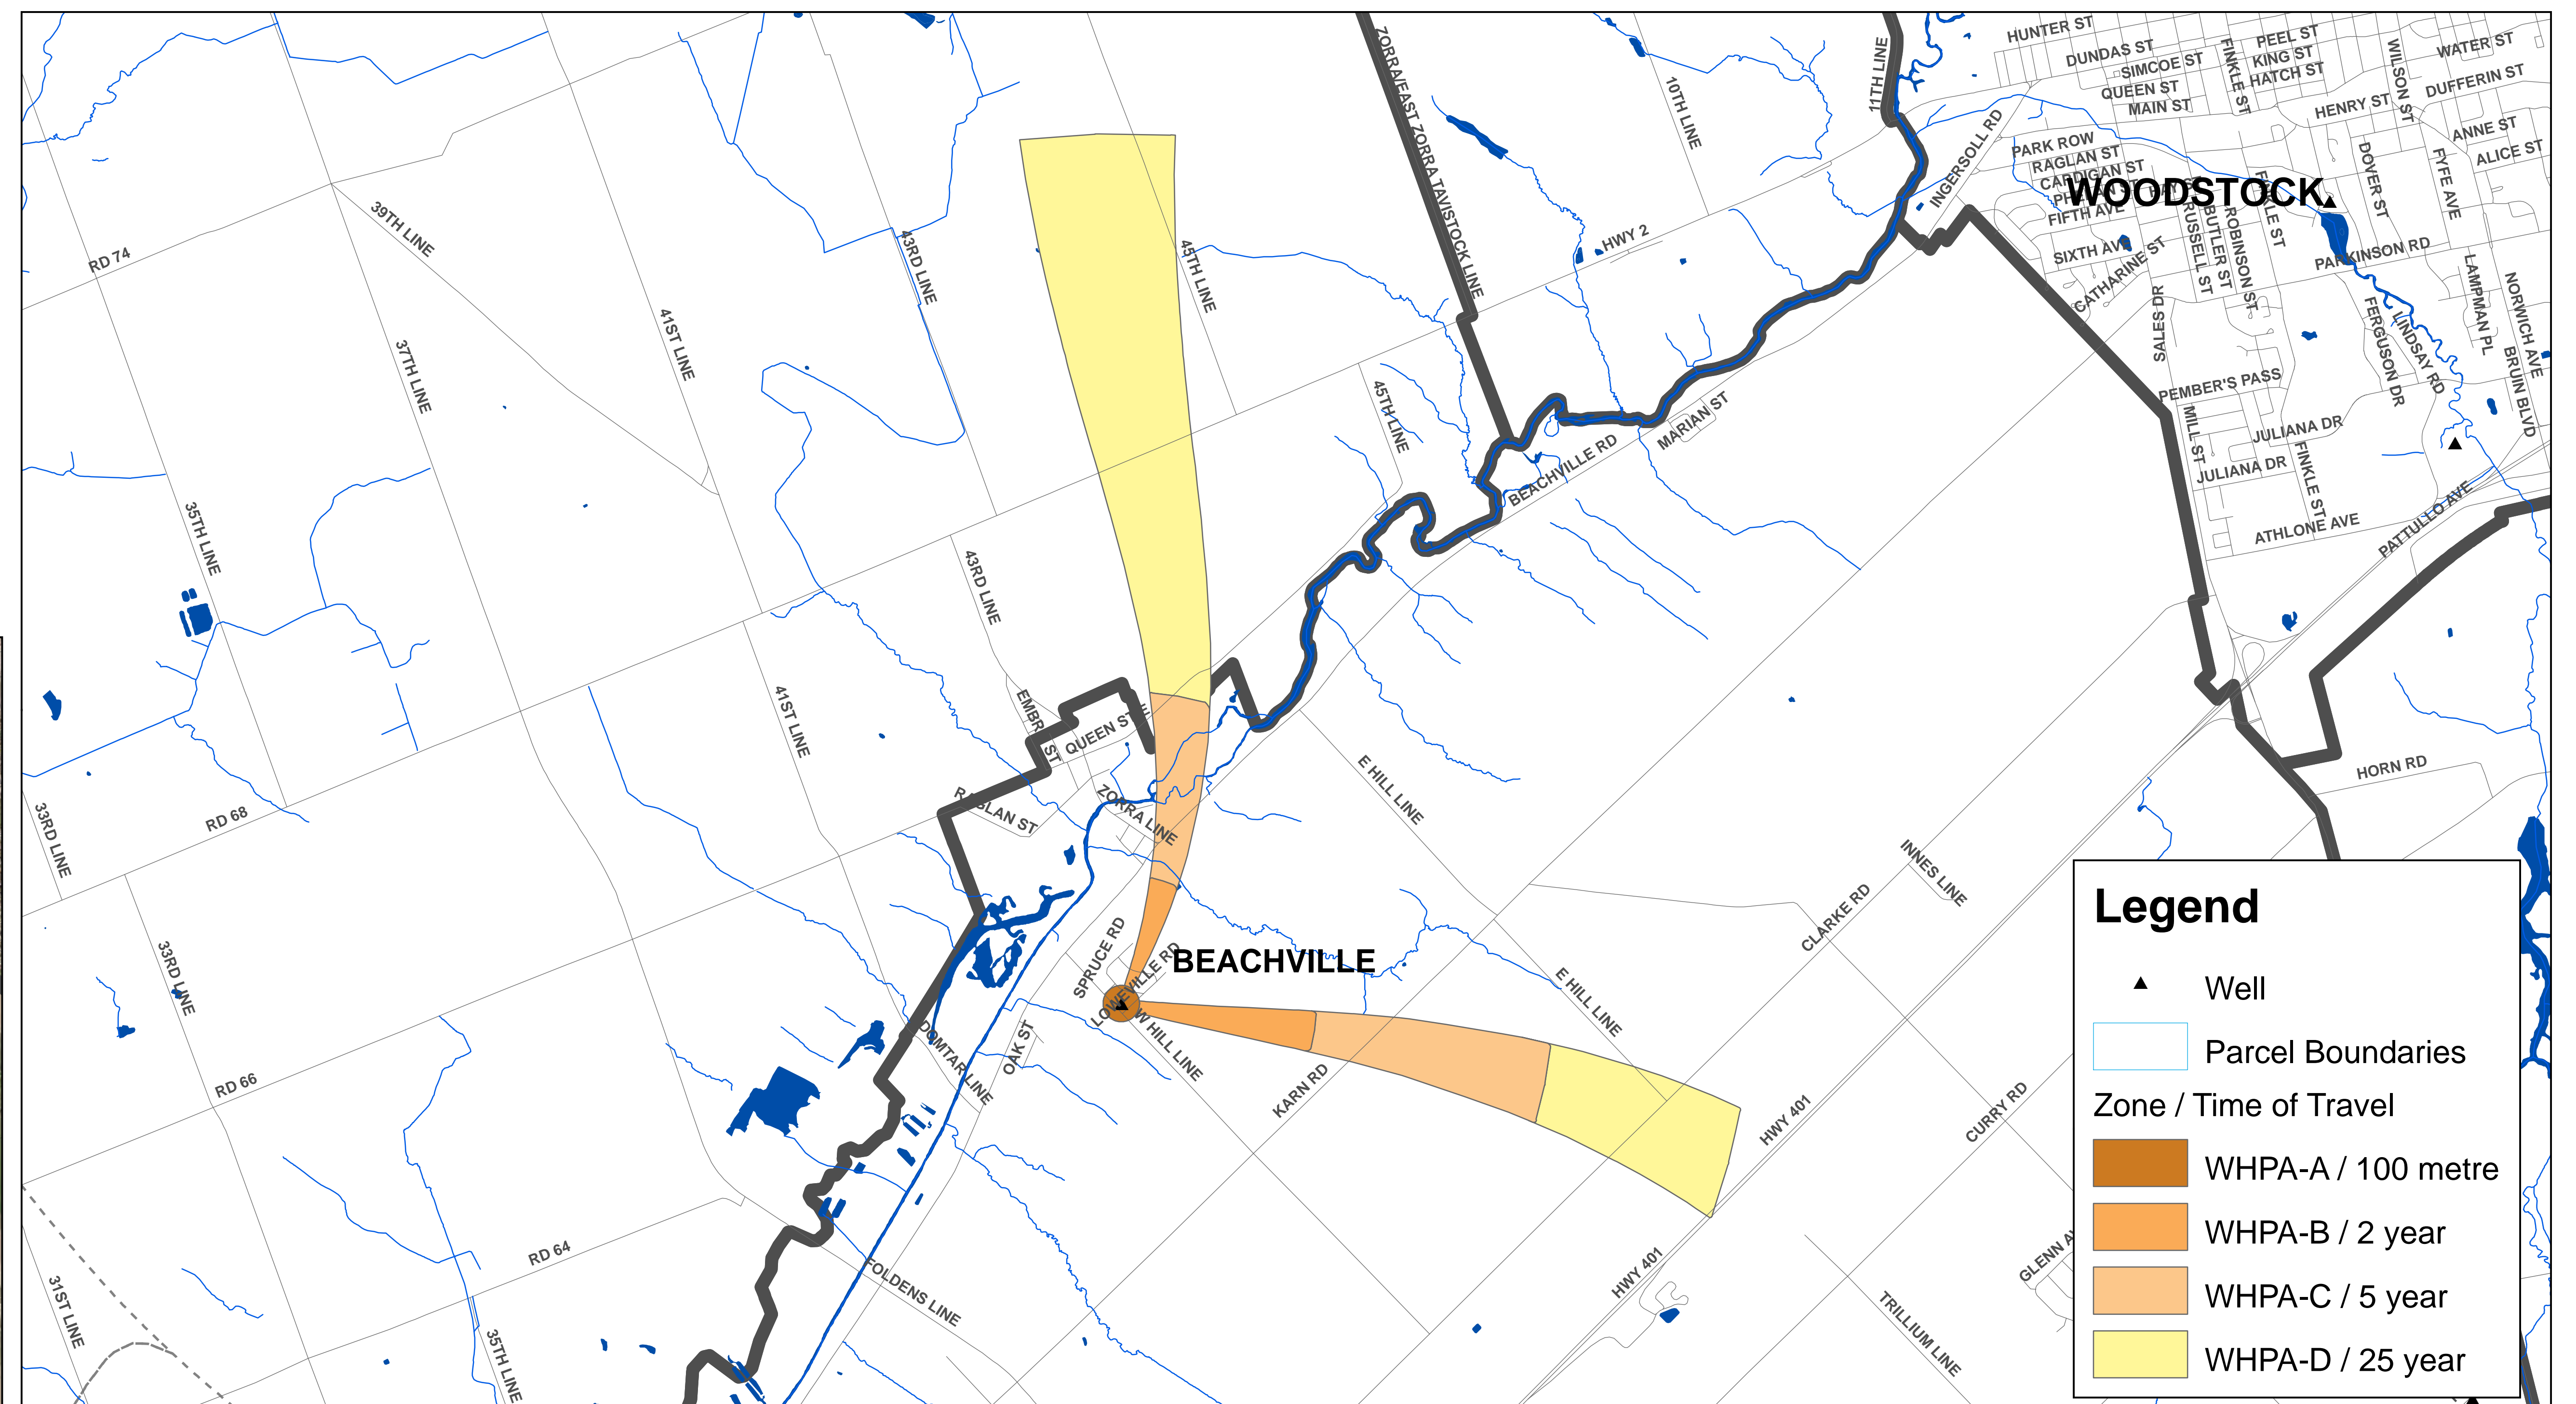 HUNTER ST
DUNDAS ST
SIMCOE ST
QUEEN ST
MAIN ST
FINKLE ST
PEEL ST
KING ST
HATCH ST
WILSON ST
WATER ST
DUFFERIN ST
HENRY ST
ANNE ST
ALICE ST
DOVER ST
FYFE AVE
11TH LINE
10TH LINE
ZORRA/EAST ZORRA TAVISTOCK LINE
INGERSOLL RD
PARK ROW
RAGLAN ST
CARDIGAN ST
FIFTH AVE
WOODSTOCK
SIXTH AVE
CATHARINE ST
RUSSELL ST
BUTLER ST
ROBINSON ST
FINKLE ST
PARKINSON RD
SALES DR
LAMPMAN PL
NORWICH AVE
FERGUSON DR
LINDSAY RD
BRUIN BLVD
PEMBER'S PASS
MILL ST
JULIANA DR
JULIANA DR
FINKLE ST
ATHLONE AVE
PATTULLO AVE
HORN RD
RD 74
39TH LINE
43RD LINE
45TH LINE
HWY 2
41ST LINE
37TH LINE
45TH LINE
MARIAN ST
BEACHVILLE RD
35TH LINE
43RD LINE
41ST LINE
QUEEN ST
RAGLAN ST
ZORRA LINE
E HILL LINE
33RD LINE
RD 68
33RD LINE
SPRUCE RD
BEACHVILLE
W HILL LINE
E HILL LINE
CLARKE RD
INNES LINE
DOMTAR LINE
OAK ST
KARN RD
HWY 401
CURRY RD
RD 66
RD 64
FOLDENS LINE
HWY 401
GLENN
TRILLIUM LINE
31ST LINE
35TH LINE
Legend
Well
Parcel Boundaries
Zone / Time of Travel
WHPA-A / 100 metre
WHPA-B / 2 year
WHPA-C / 5 year
WHPA-D / 25 year